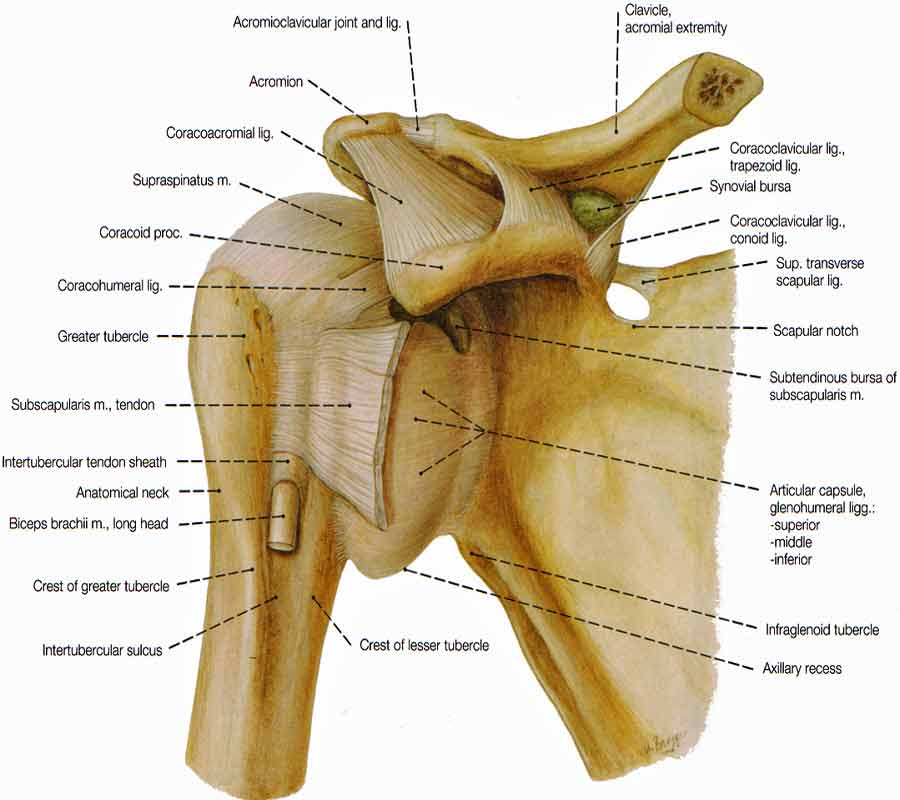 Acromioclavicular joint and lig.
Acromion
Coracoacromial lig.
Supraspinatus m.
Coracoid proc.
Coracohumeral lig.
Greater tubercle
Subscapularis m., tendon
Intertubercular tendon sheath
Anatomical neck
Biceps brachii m., long head
Crest of greater tubercle
Intertubercular sulcus
Crest of lesser tubercle
Clavicle,
acromial extremity
Coracoclavicular lig.,
trapezoid lig.
Synovial bursa
Coracoclavicular lig.,
conoid lig.
Sup. transverse
scapular lig.
Scapular notch
Subtendinous bursa of
subscapularis m.
Articular capsule,
glenohumeral ligg.:
-superior
-middle
-inferior
Infraglenoid tubercle
Axillary recess